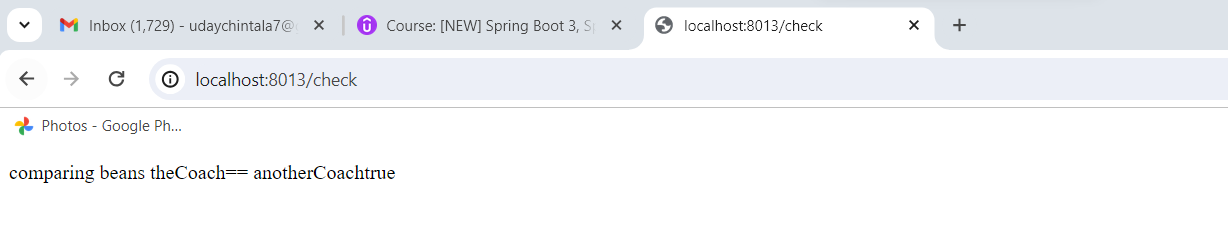 Inbox (1,729) - udaychintala7@
Course: [NEW] Spring Boot 3, S
localhost:8013/check
localhost:8013/check
Photos - Google Ph...
comparing beans theCoach== anotherCoachtrue